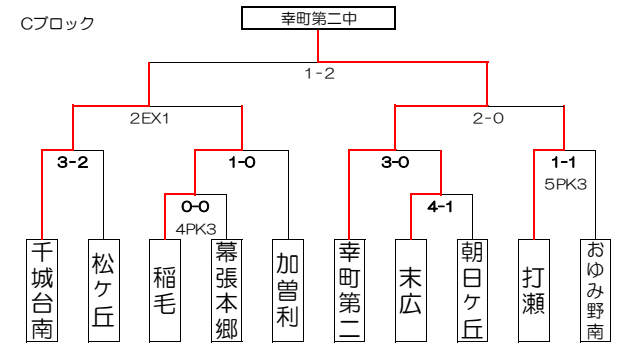 Cブロック
幸町第二中
1-2
2EX1
2-0
3-2
1-0
3-0
1-1
5PK3
0-0
4PK3
4-1
千城台南
松ヶ丘
稲毛
幕張本郷
加曽利
幸町第二
末広
朝日ヶ丘
打瀬
おゆみ野南